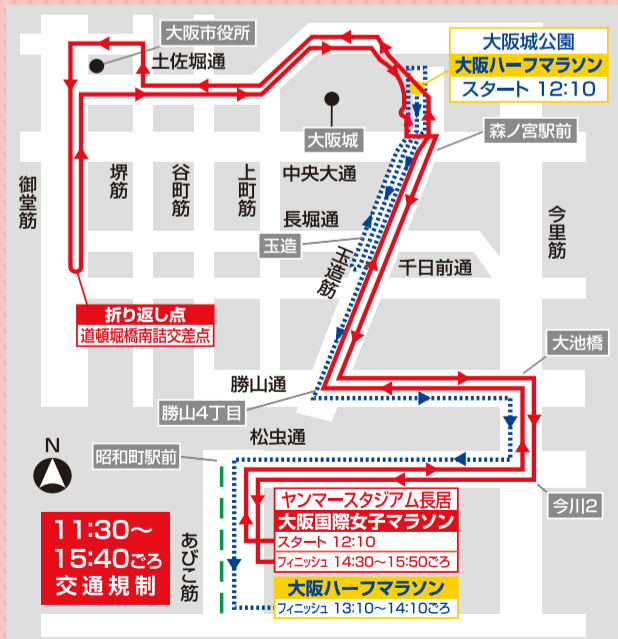 大阪市役所
土佐堀通
大阪城公園
大阪ハーフマラソン
スタート 12:10
大阪城
森ノ宮駅前
御堂筋
堺筋
谷町筋
上町筋
中央大通
長堀通
玉造
玉造筋
千日前通
今里筋
折り返し点
道頓堀橋南詰交差点
大池橋
勝山通
勝山4丁目
松虫通
昭和町駅前
N
今川2
ヤンマースタジアム長居
大阪国際女子マラソン
スタート 12:10
フィニッシュ 14:30〜15:50ごろ
11:30〜
15:40ごろ
交通規制
あびこ筋
大阪ハーフマラソン
フィニッシュ 13:10〜14:10ごろ